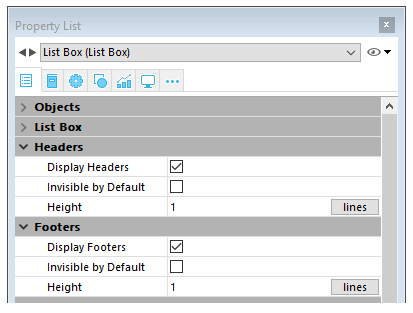 Property List
List Box (List Box)
Objects
List Box
Headers
Display Headers
Invisible by Default
Height 1 lines
Footers
Display Footers
Invisible by Default
Height 1 lines